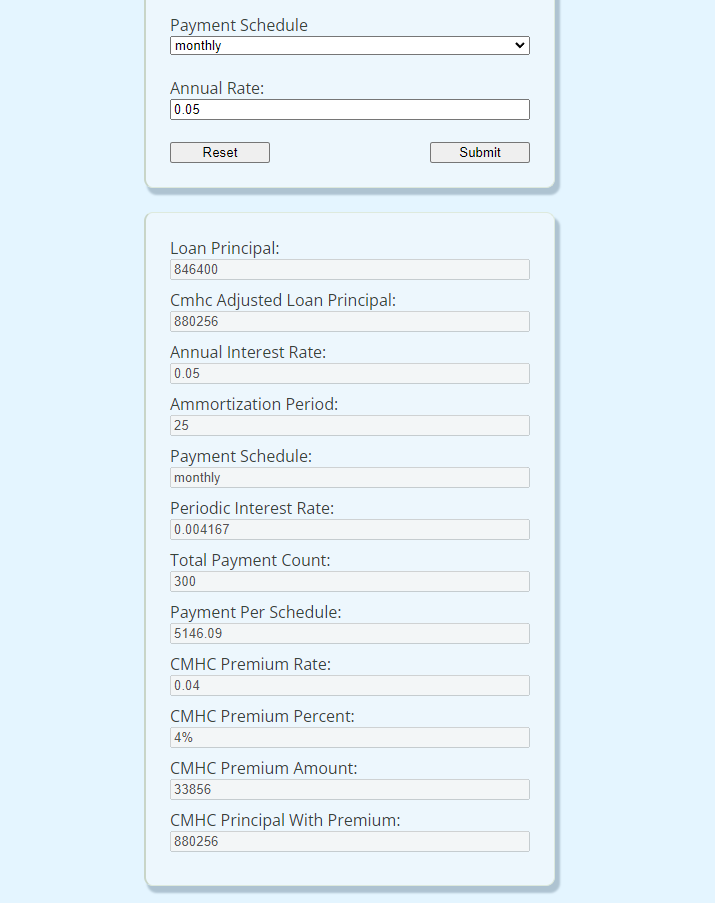 Payment Schedule
monthly
Annual Rate:
0.05
Reset Submit
Loan Principal:
846400
Cmhc Adjusted Loan Principal:
880256
Annual Interest Rate:
0.05
Ammortization Period:
25
Payment Schedule:
monthly
Periodic Interest Rate:
0.004167
Total Payment Count:
300
Payment Per Schedule:
5146.09
CMHC Premium Rate:
0.04
CMHC Premium Percent:
4%
CMHC Premium Amount:
33856
CMHC Principal With Premium:
880256